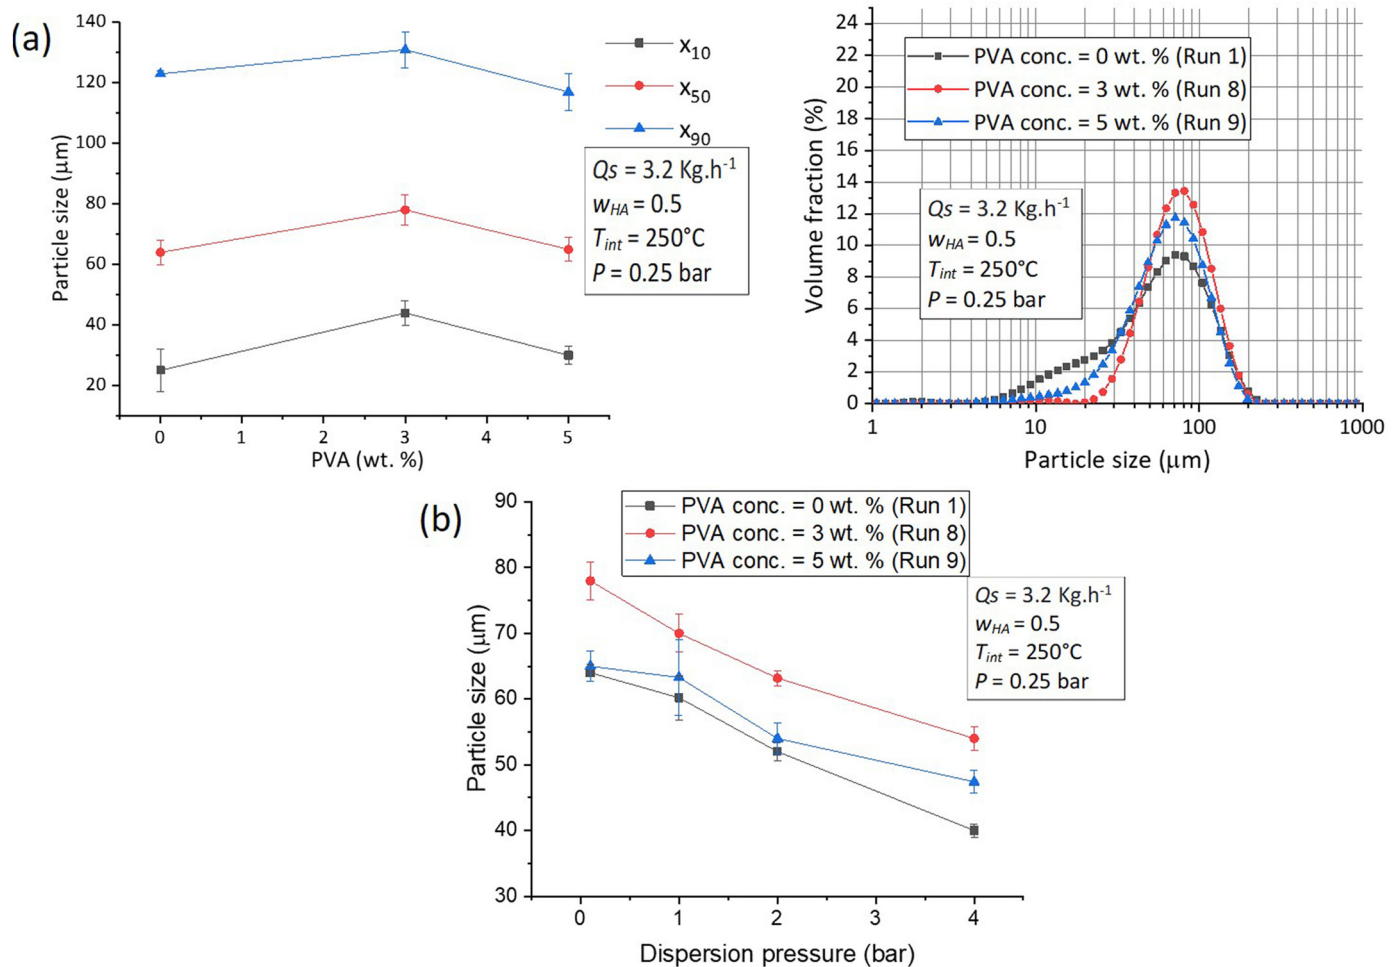 (a)
140
120
100
80
60
40
20
Particle size (μm)
0
1
2
3
4
5
PVA (wt. %)
x10
x50
x90
Qs = 3.2 Kg.h-1
wHA = 0.5
Tint = 250°C
P = 0.25 bar
24
22
20
18
16
14
12
10
8
6
4
2
0
Volume fraction (%)
PVA conc. = 0 wt. % (Run 1)
PVA conc. = 3 wt. % (Run 8)
PVA conc. = 5 wt. % (Run 9)
Qs = 3.2 Kg.h-1
wHA = 0.5
Tint = 250°C
P = 0.25 bar
1
10
100
1000
Particle size (μm)
(b)
90
80
70
60
50
40
30
Particle size (μm)
PVA conc. = 0 wt. % (Run 1)
PVA conc. = 3 wt. % (Run 8)
PVA conc. = 5 wt. % (Run 9)
Qs = 3.2 Kg.h-1
wHA = 0.5
Tint = 250°C
P = 0.25 bar
0
1
2
3
4
Dispersion pressure (bar)